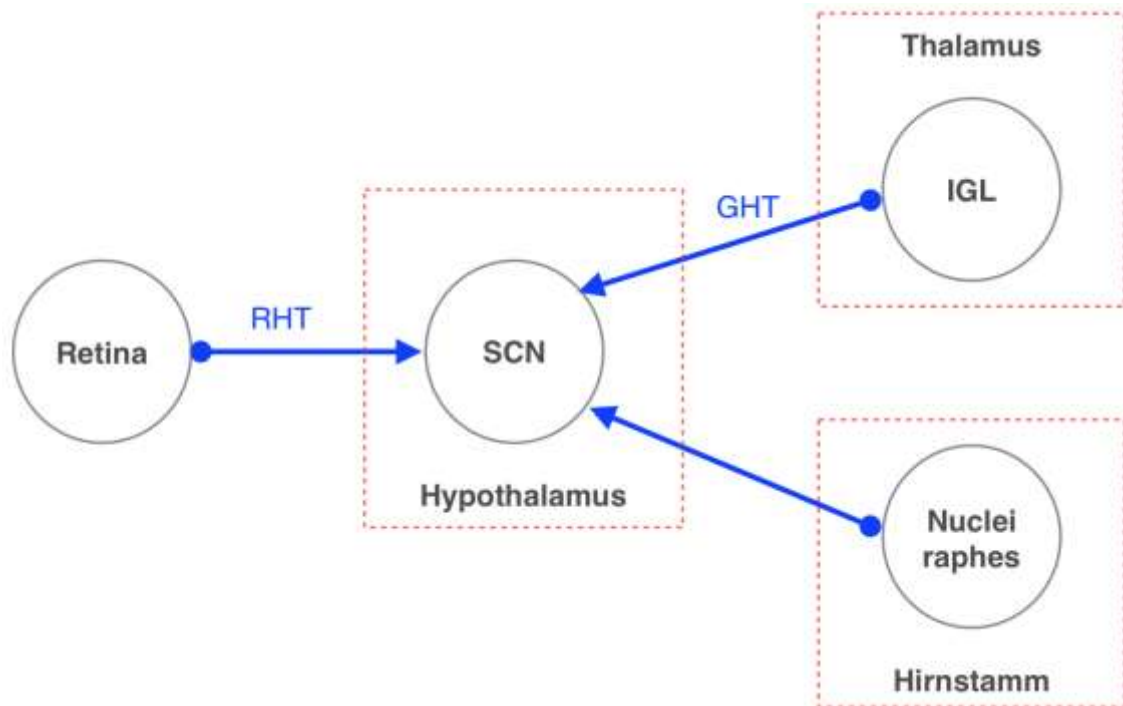 Thalamus
IGL
GHT
RHT
Retina
SCN
Hypothalamus
Nuclei
raphes
Hirnstamm